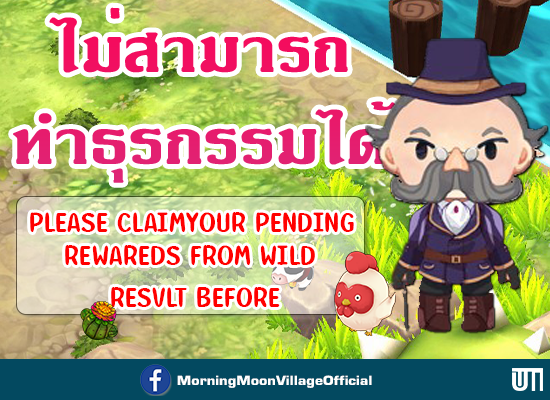 ไม่สามารถ
ทำธุรกรรมได้
PLEASE CLAIMYOUR PENDING
REWAREDS FROM WILD
RESVLT BEFORE
MorningMoonVillageOfficial